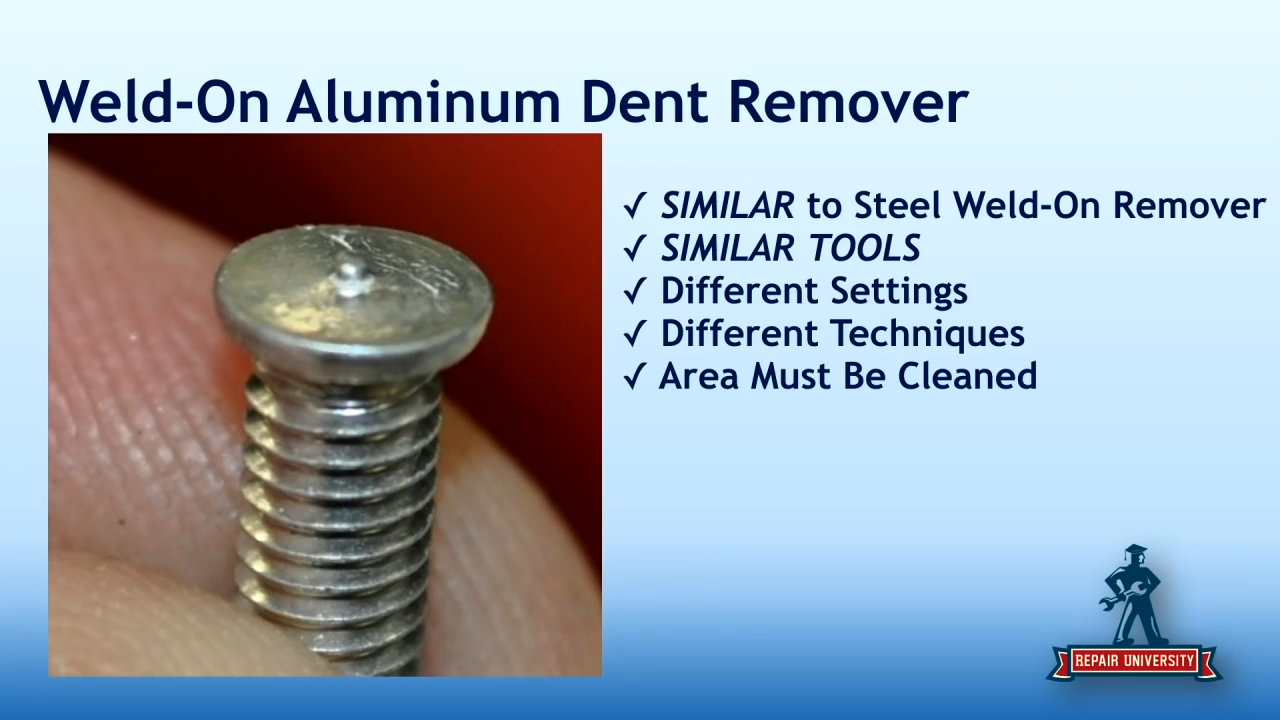 Weld-On Aluminum Dent Remover
✓ SIMILAR to Steel Weld-On Remover
✓ SIMILAR TOOLS
✓ Different Settings
✓ Different Techniques
✓ Area Must Be Cleaned
REPAIR UNIVERSITY